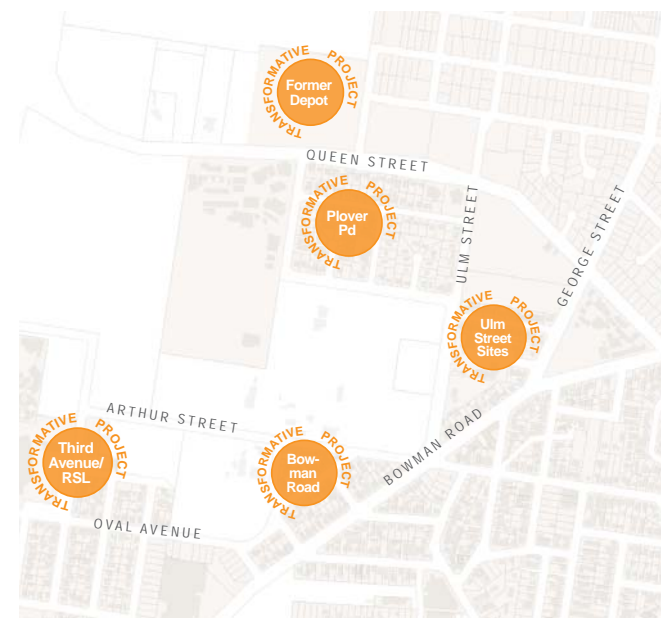 TRANSFORMATIVE PROJECT
Former
Depot
QUEEN STREET
TRANSFORMATIVE PROJECT
Plover
Pd
ULM STREET
GEORGE STREET
TRANSFORMATIVE PROJECT
Ulm
Street
Sites
ARTHUR STREET
BOWMAN ROAD
TRANSFORMATIVE PROJECT
Third
Avenue/
RSL
TRANSFORMATIVE PROJECT
Bow-
man
Road
OVAL AVENUE